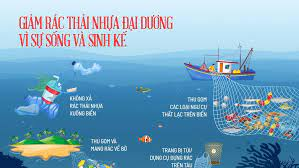 GIẢM RÁC THẢI NHỰA ĐẠI DƯƠNG
VÌ SỰ SỐNG VÀ SINH KẾ
KHÔNG XẢ
RÁC THẢI NHỰA
XUỐNG BIỂN
THU GOM
CÁC LOẠI NGƯ CỤ
THẤT LẠC TRÊN BIỂN
THU GOM VÀ
MANG RÁC VỀ BỜ
TRANG BỊ TÚI/
DỤNG CỤ ĐỰNG RÁC
TRÊN TÀU